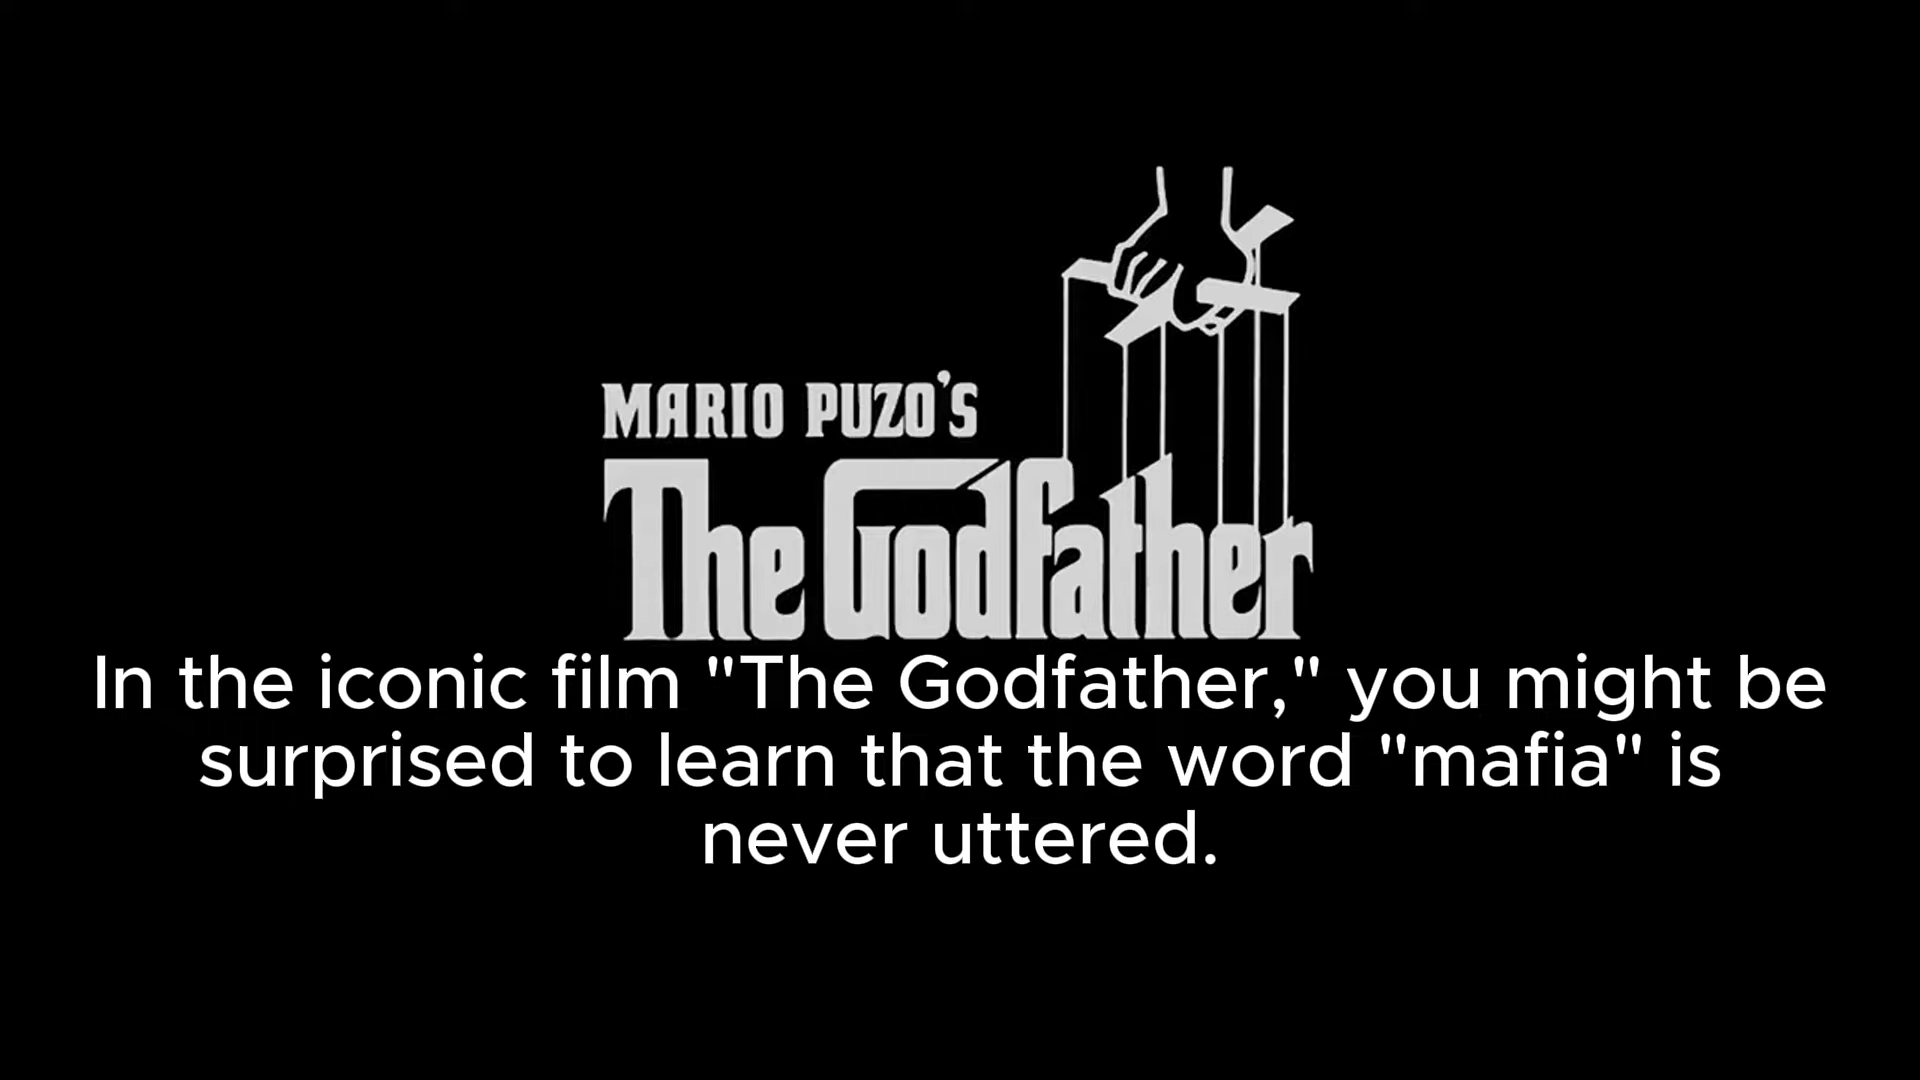 MARIO PUZO'S
The Godfather
In the iconic film "The Godfather," you might be
surprised to learn that the word "mafia" is
never uttered.